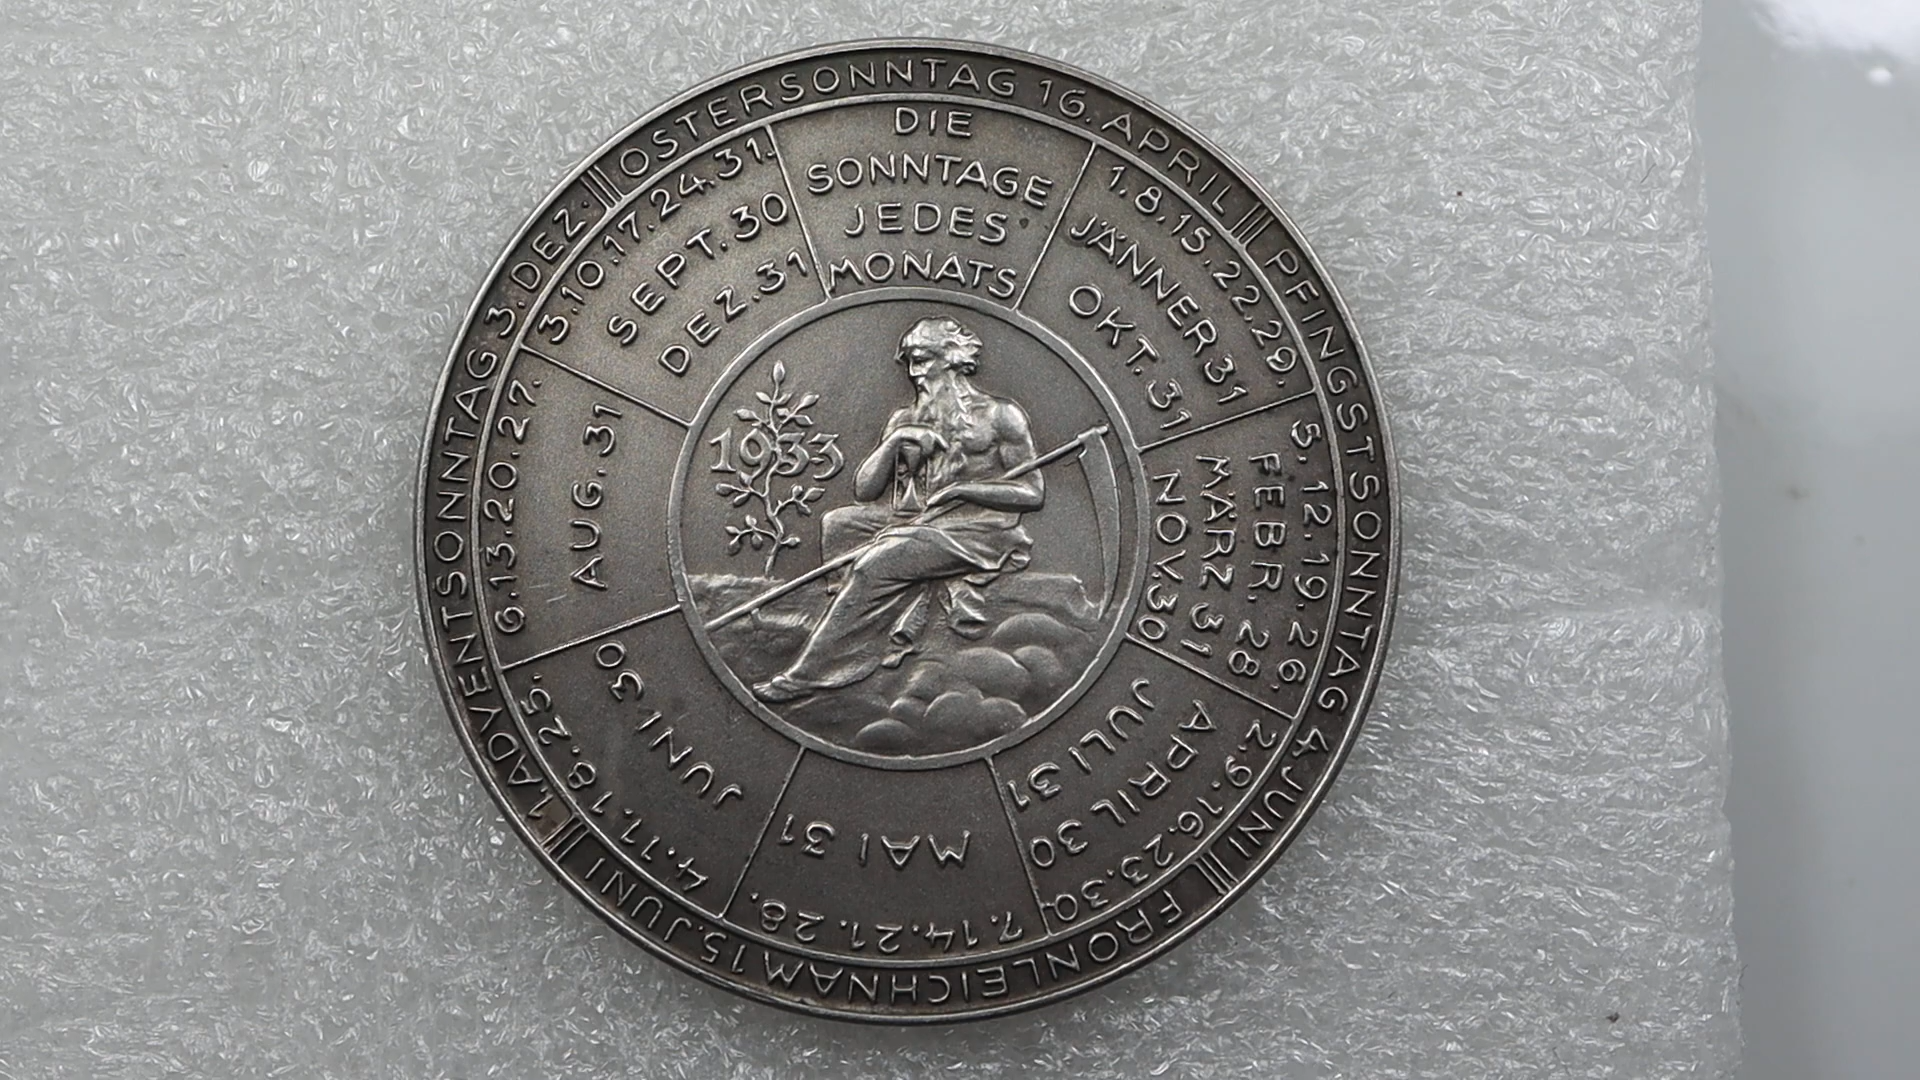 OSTERSONNTAG 16. APRIL
PFINGSTSONNTAG 4. JUNI
FRONLEICHNAM 15. JUNI
1. ADVENTSONNTAG 3. DEZ.
DIE
SONNTAGE
JEDES
MONATS
1. 8. 15. 22. 29.
JÄNNER 31
OKT. 31
5. 12. 19. 26.
FEBR. 28
MÄRZ 31
NOV. 30
2. 9. 16. 23. 30.
APRIL 30
JULI 31
7. 14. 21. 28.
MAI 31
4. 11. 18. 25.
JUNI 30
6. 13. 20. 27.
AUG. 31
3. 10. 17. 24. 31.
SEPT. 30
DEZ. 31
1933